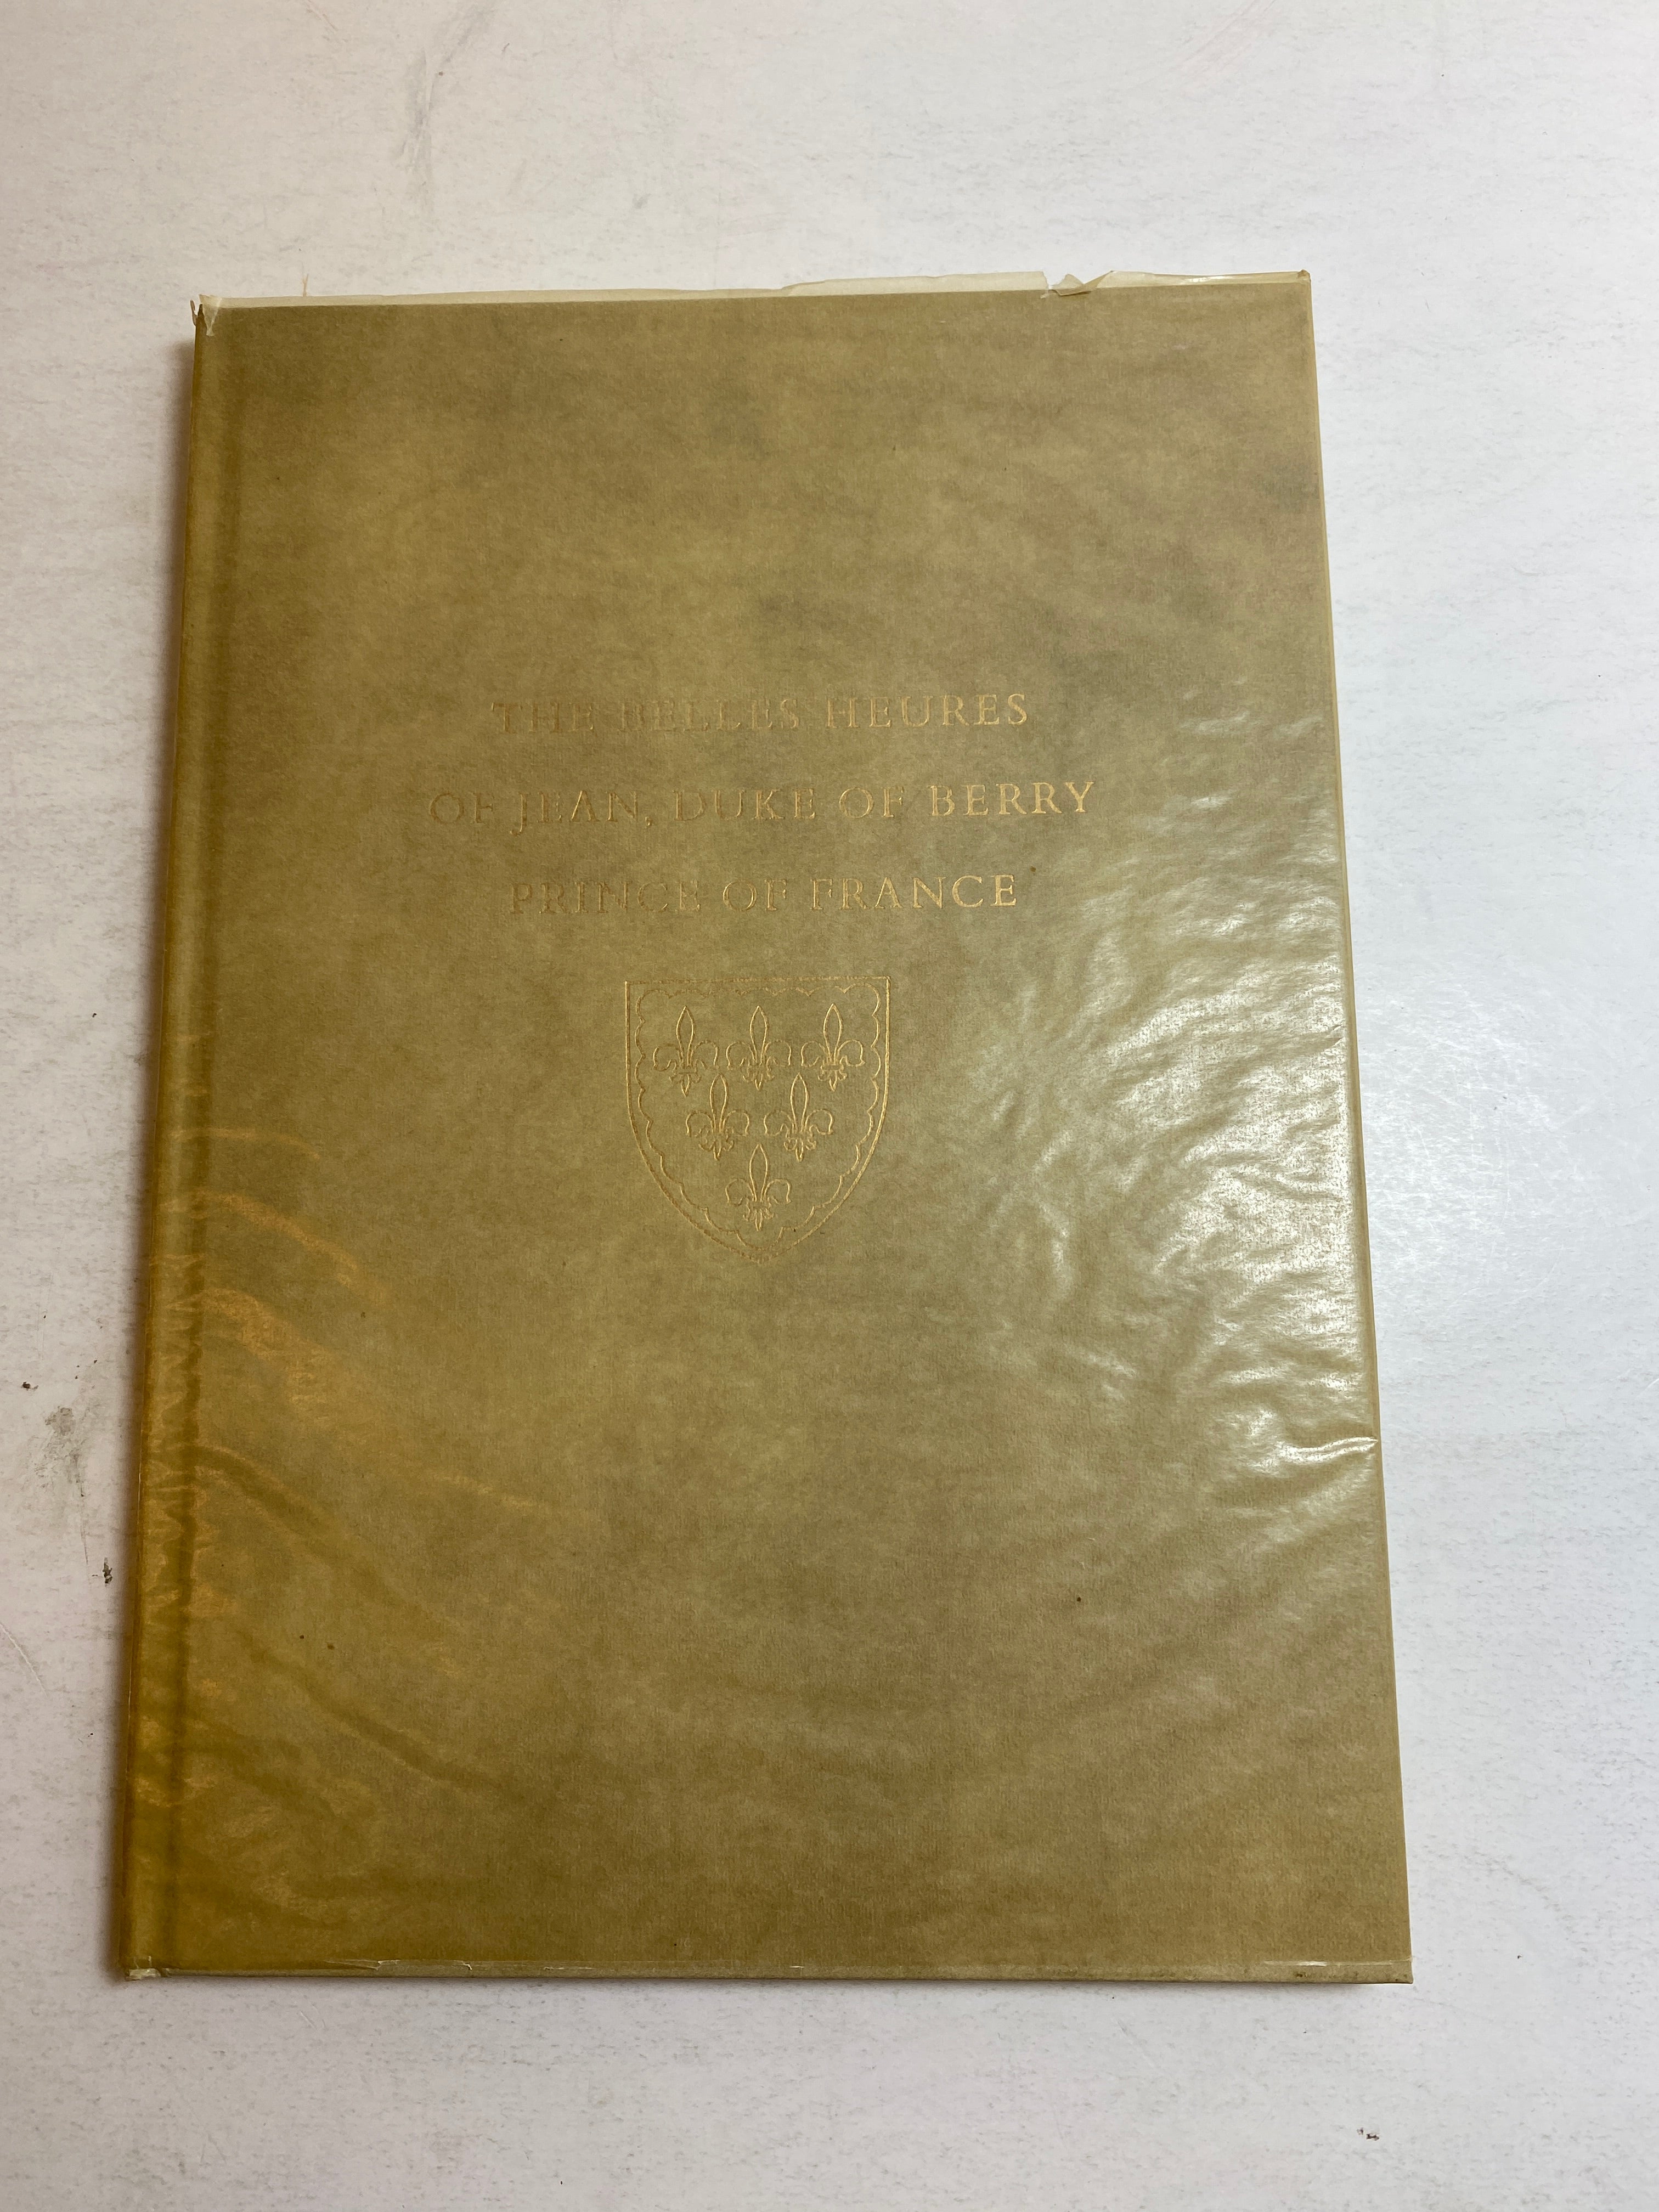 THE BELLES HEURES
OF JEAN, DUKE OF BERRY
PRINCE OF FRANCE